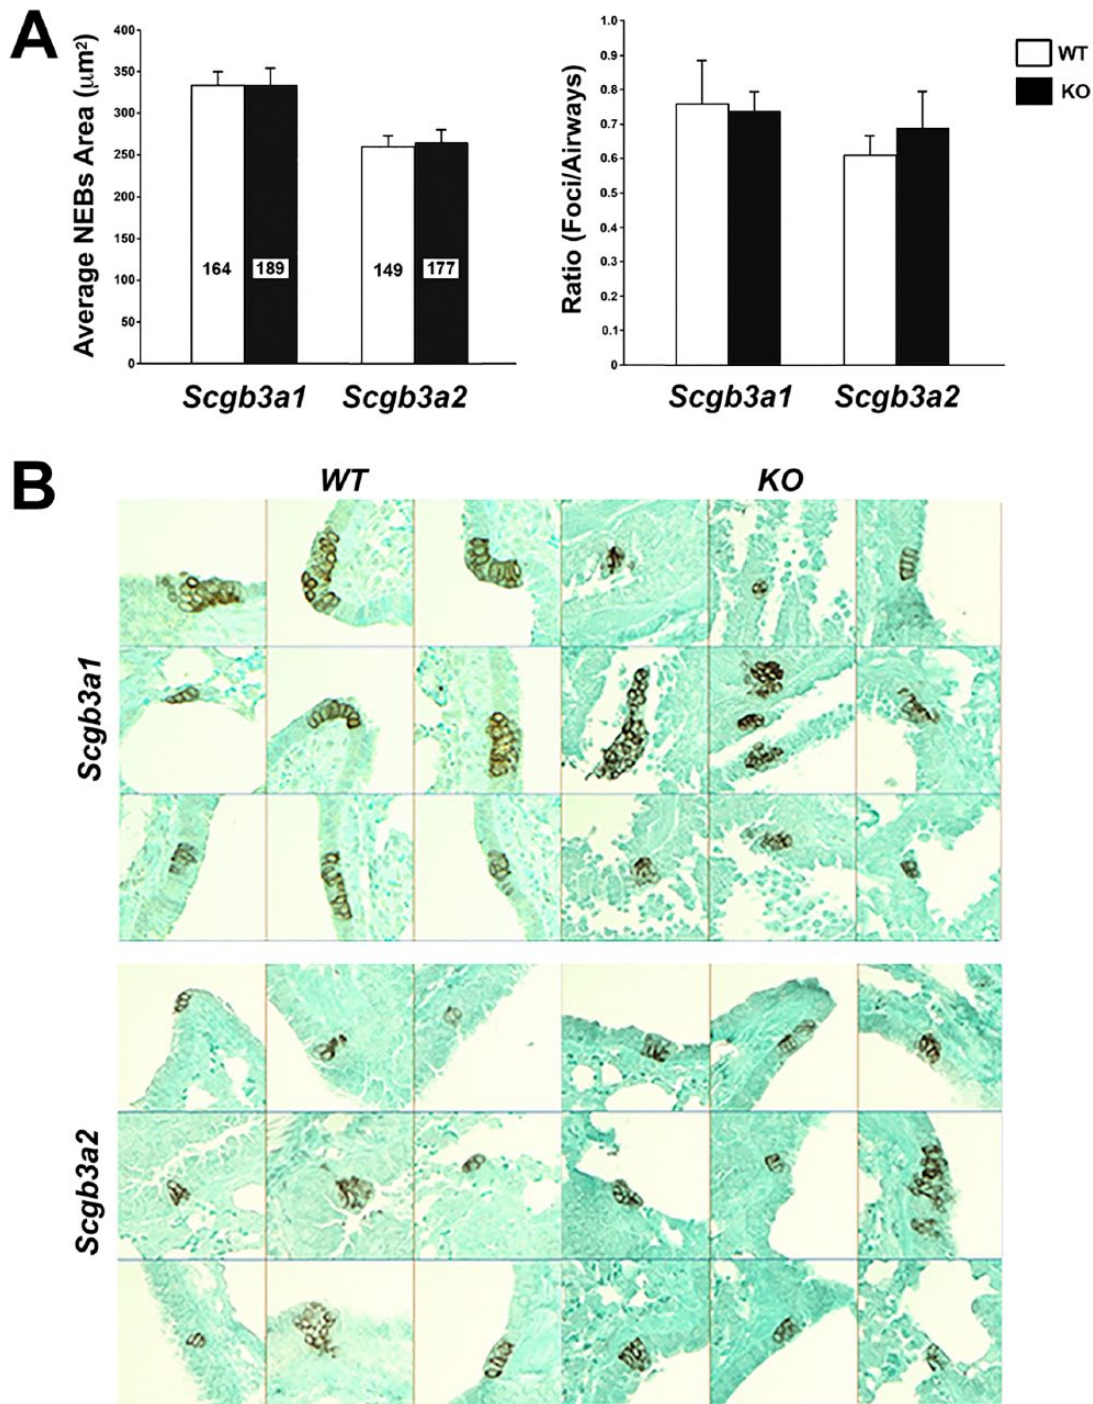 A
Average NEBs Area (μm²)
400
350
300
250
200
150
100
50
0
164
189
149
177
Scgb3a1
Scgb3a2
Ratio (Foci/Airways)
1.0
0.9
0.8
0.7
0.6
0.5
0.4
0.3
0.2
0.1
0
Scgb3a1
Scgb3a2
WT
KO
B
WT
KO
Scgb3a1
Scgb3a2